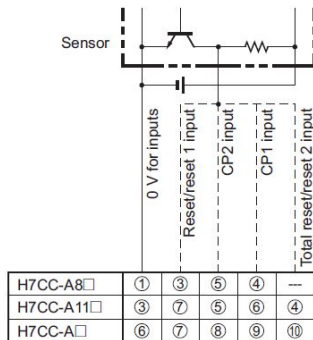 Sensor
0 V for inputs
Reset/reset 1 input
CP2 input
CP1 input
Total reset/reset 2 input
H7CC-A8□ ① ③ ⑤ ④ ---
H7CC-A11□ ③ ⑦ ⑤ ⑥ ④
H7CC-A□ ⑥ ⑦ ⑧ ⑨ ⑩